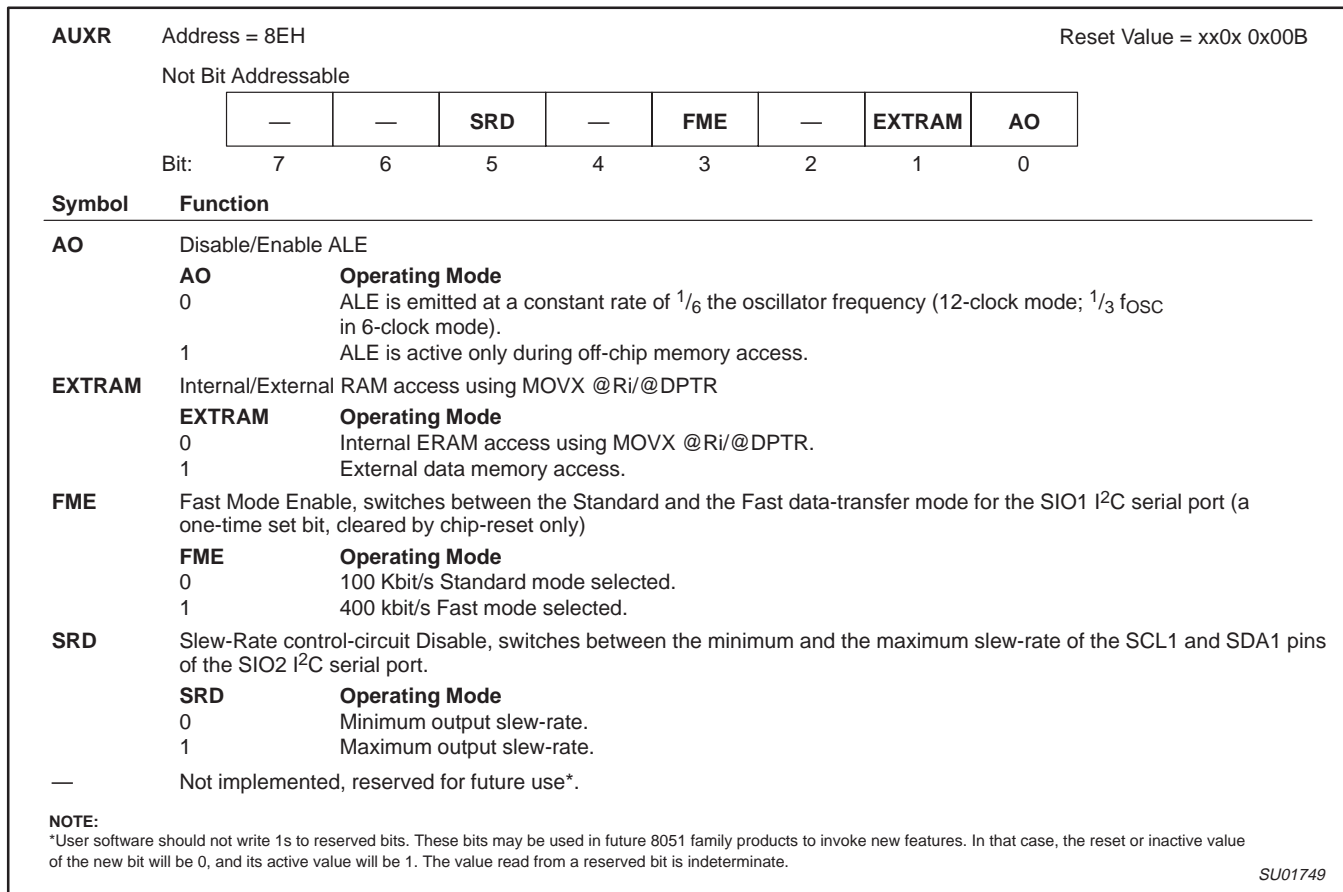 AUXR Address = 8EH Reset Value = xx0x 0x00B
Not Bit Addressable
— — SRD — FME — EXTRAM AO
Bit: 7 6 5 4 3 2 1 0
Symbol Function
AO Disable/Enable ALE
AO Operating Mode
0 ALE is emitted at a constant rate of 1/6 the oscillator frequency (12-clock mode; 1/3 fOSC
in 6-clock mode).
1 ALE is active only during off-chip memory access.
EXTRAM Internal/External RAM access using MOVX @Ri/@DPTR
EXTRAM Operating Mode
0 Internal ERAM access using MOVX @Ri/@DPTR.
1 External data memory access.
FME Fast Mode Enable, switches between the Standard and the Fast data-transfer mode for the SIO1 I2C serial port (a
one-time set bit, cleared by chip-reset only)
FME Operating Mode
0 100 Kbit/s Standard mode selected.
1 400 kbit/s Fast mode selected.
SRD Slew-Rate control-circuit Disable, switches between the minimum and the maximum slew-rate of the SCL1 and SDA1 pins
of the SIO2 I2C serial port.
SRD Operating Mode
0 Minimum output slew-rate.
1 Maximum output slew-rate.
— Not implemented, reserved for future use*.
NOTE:
*User software should not write 1s to reserved bits. These bits may be used in future 8051 family products to invoke new features. In that case, the reset or inactive value
of the new bit will be 0, and its active value will be 1. The value read from a reserved bit is indeterminate.
SU01749